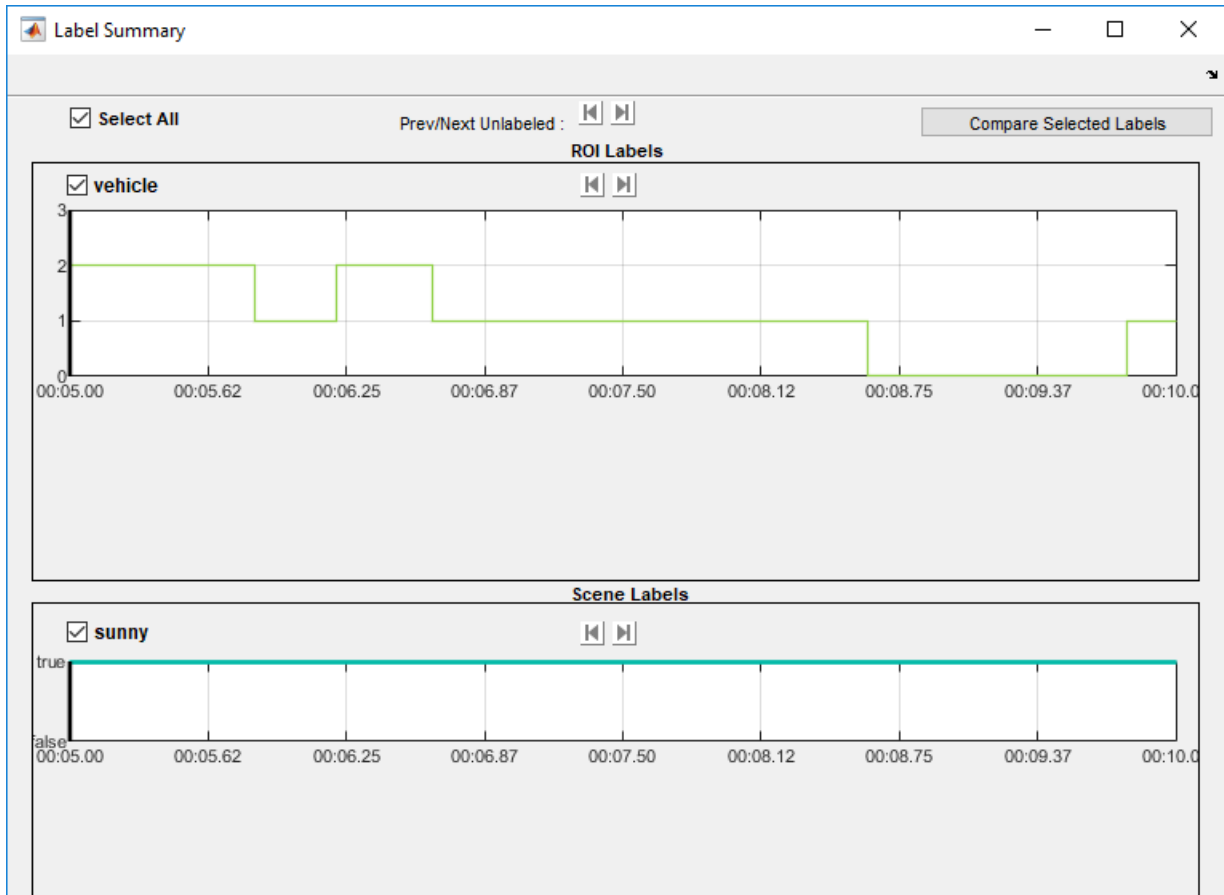 Label Summary
Select All
Prev/Next Unlabeled :
Compare Selected Labels
ROI Labels
vehicle
3
2
1
0
00:05.00 00:05.62 00:06.25 00:06.87 00:07.50 00:08.12 00:08.75 00:09.37 00:10.0
Scene Labels
sunny
true
false
00:05.00 00:05.62 00:06.25 00:06.87 00:07.50 00:08.12 00:08.75 00:09.37 00:10.0